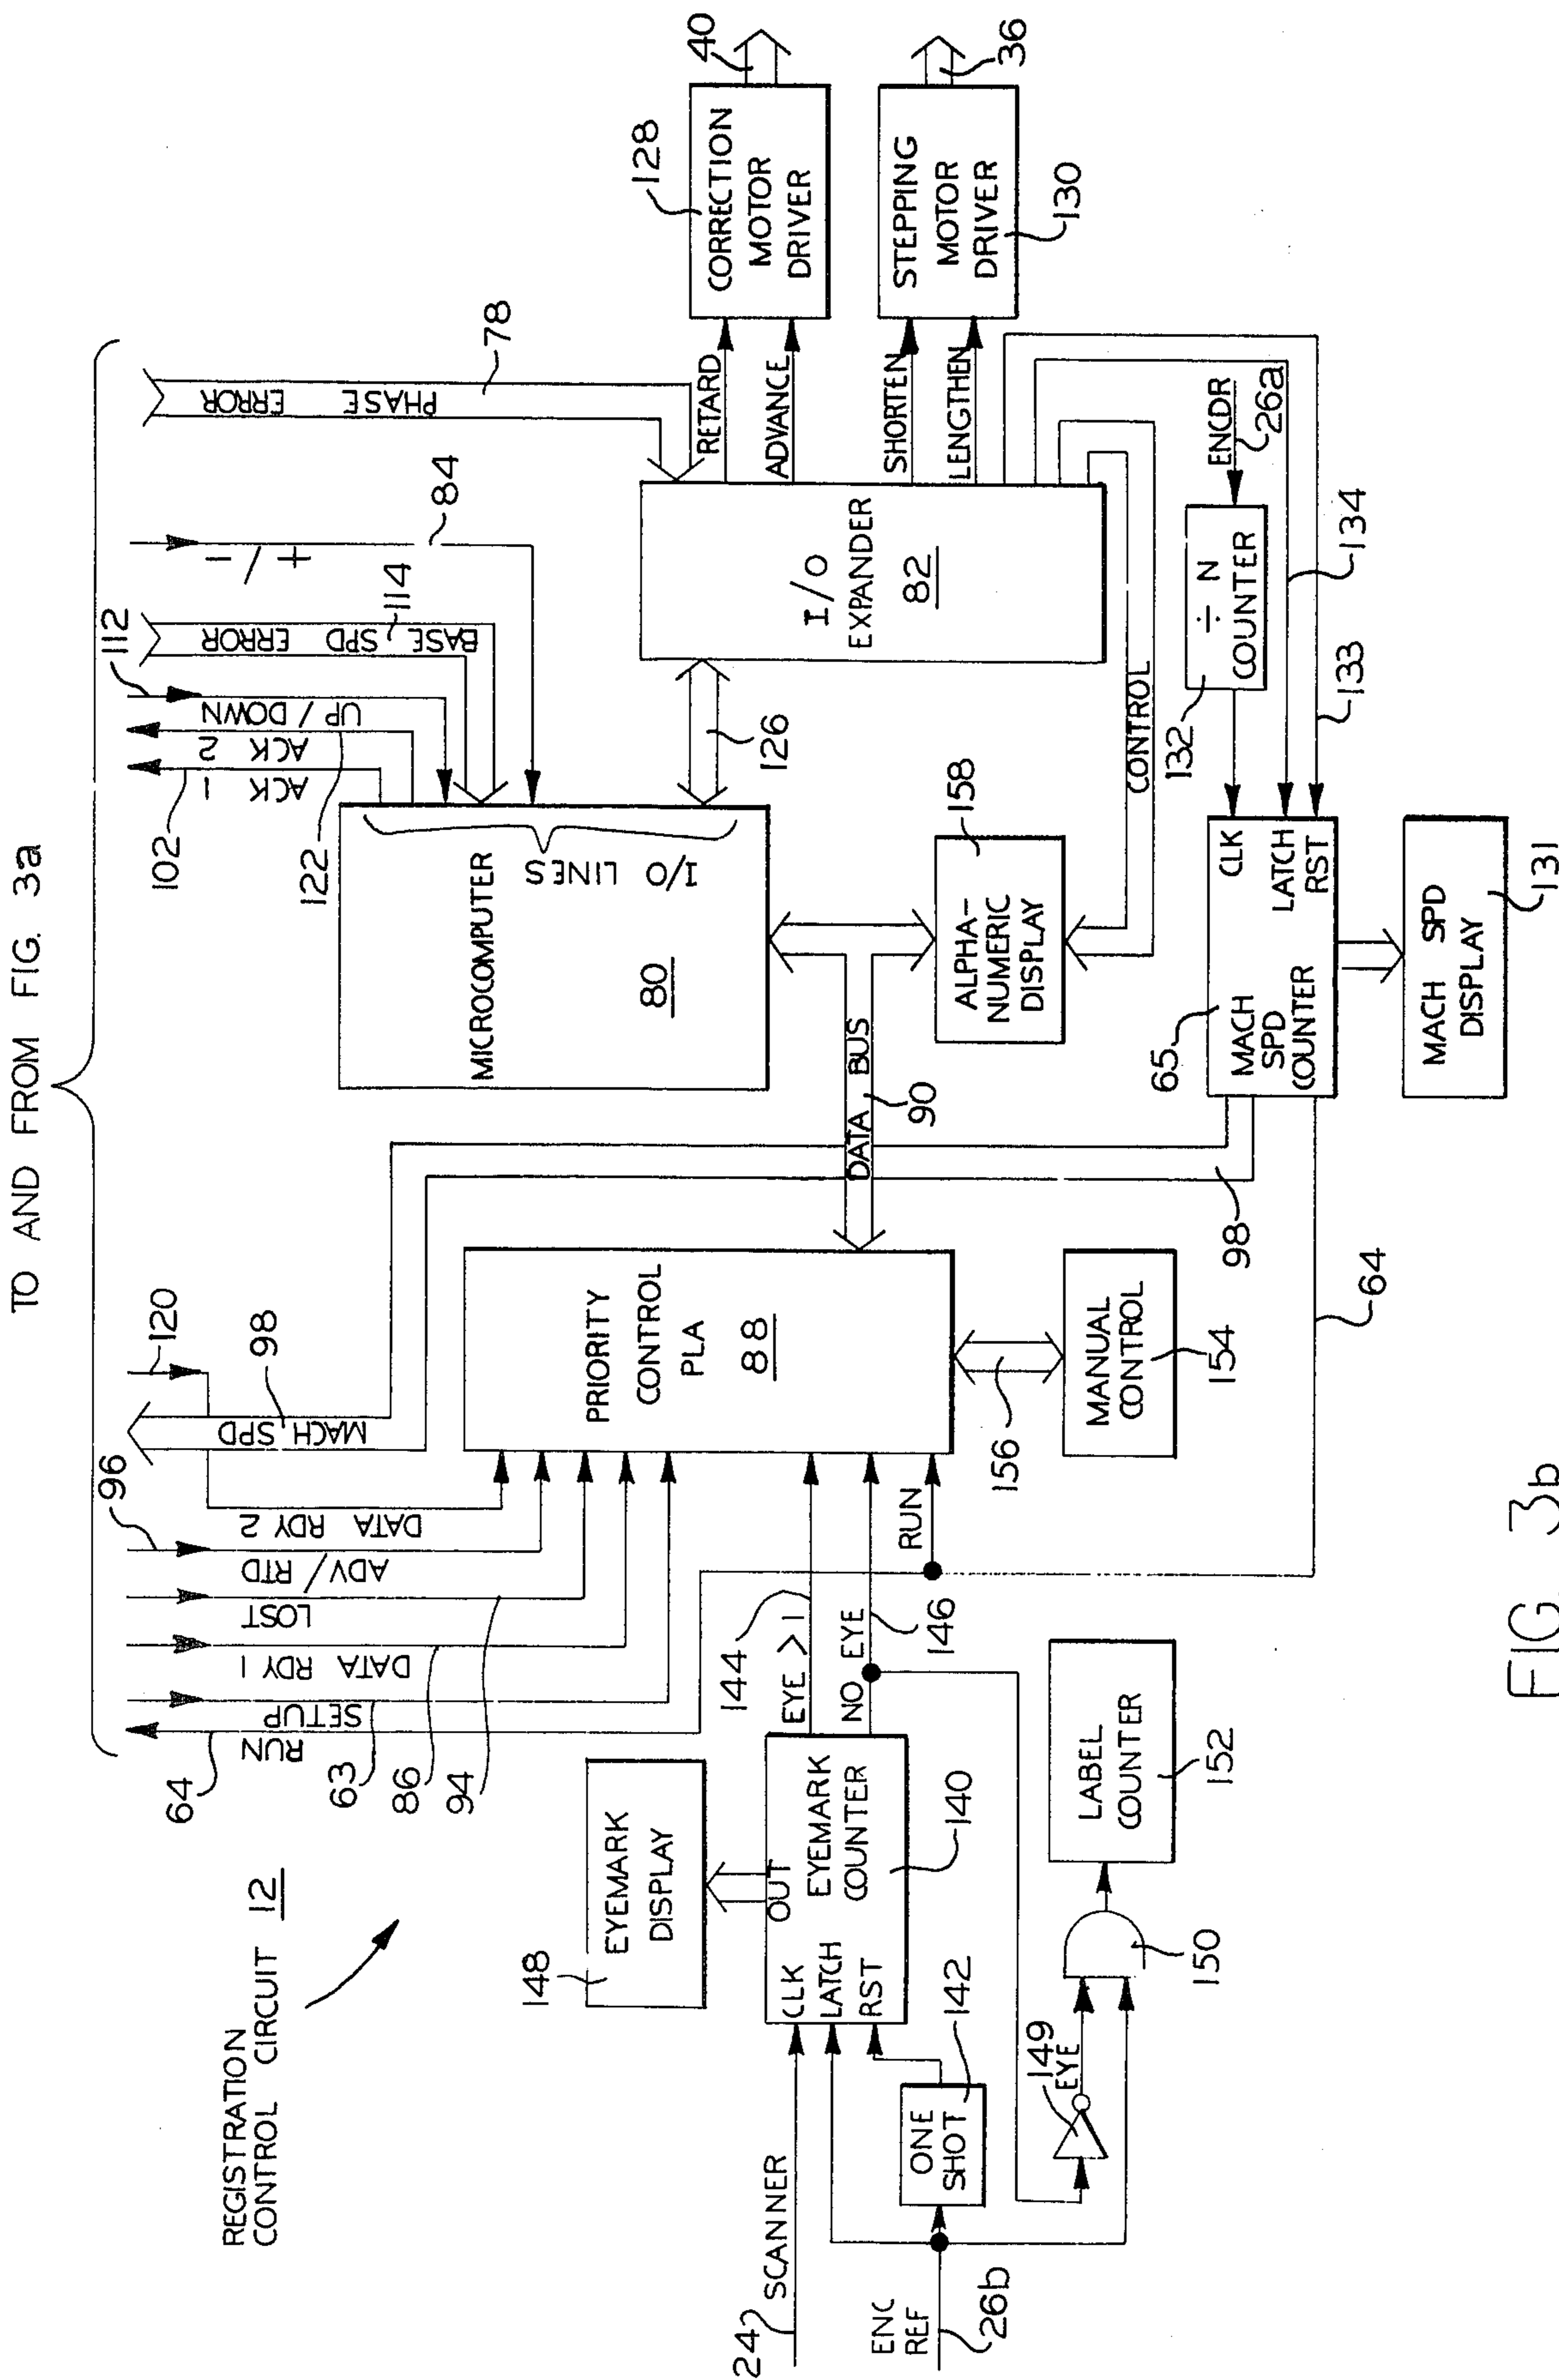 TO AND FROM FIG. 3a
REGISTRATION
CONTROL CIRCUIT 12
64
RUN
63
SETUP
86
DATA RDY 1
94
LOST
96
ADV/RTD
DATA RDY 2
120
98
MACH SPD
102
ACK 1
122
ACK 2
112
UP/DOWN
114
BASE SPD ERROR
84
+/-
78
PHASE ERROR
148
EYEMARK
DISPLAY
24
SCANNER
ENC
REF
26b
OUT
CLK
LATCH
RST
EYEMARK
COUNTER
140
ONE
SHOT
142
149
EYE
150
LABEL
COUNTER
152
144
EYE > 1
NO EYE
146
RUN
PRIORITY
CONTROL
PLA
88
156
MANUAL
CONTROL
154
64
98
DATA BUS
90
MICROCOMPUTER
80
I/O LINES
126
158
ALPHA-
NUMERIC
DISPLAY
CONTROL
I/O
EXPANDER
82
RETARD
ADVANCE
SHORTEN
LENGTHEN
128
CORRECTION
MOTOR
DRIVER
40
STEPPING
MOTOR
DRIVER
130
36
65
MACH
SPD
COUNTER
CLK
LATCH
RST
132
÷ N
COUNTER
ENCDR
26a
134
133
MACH SPD
DISPLAY
131
FIG. 3b